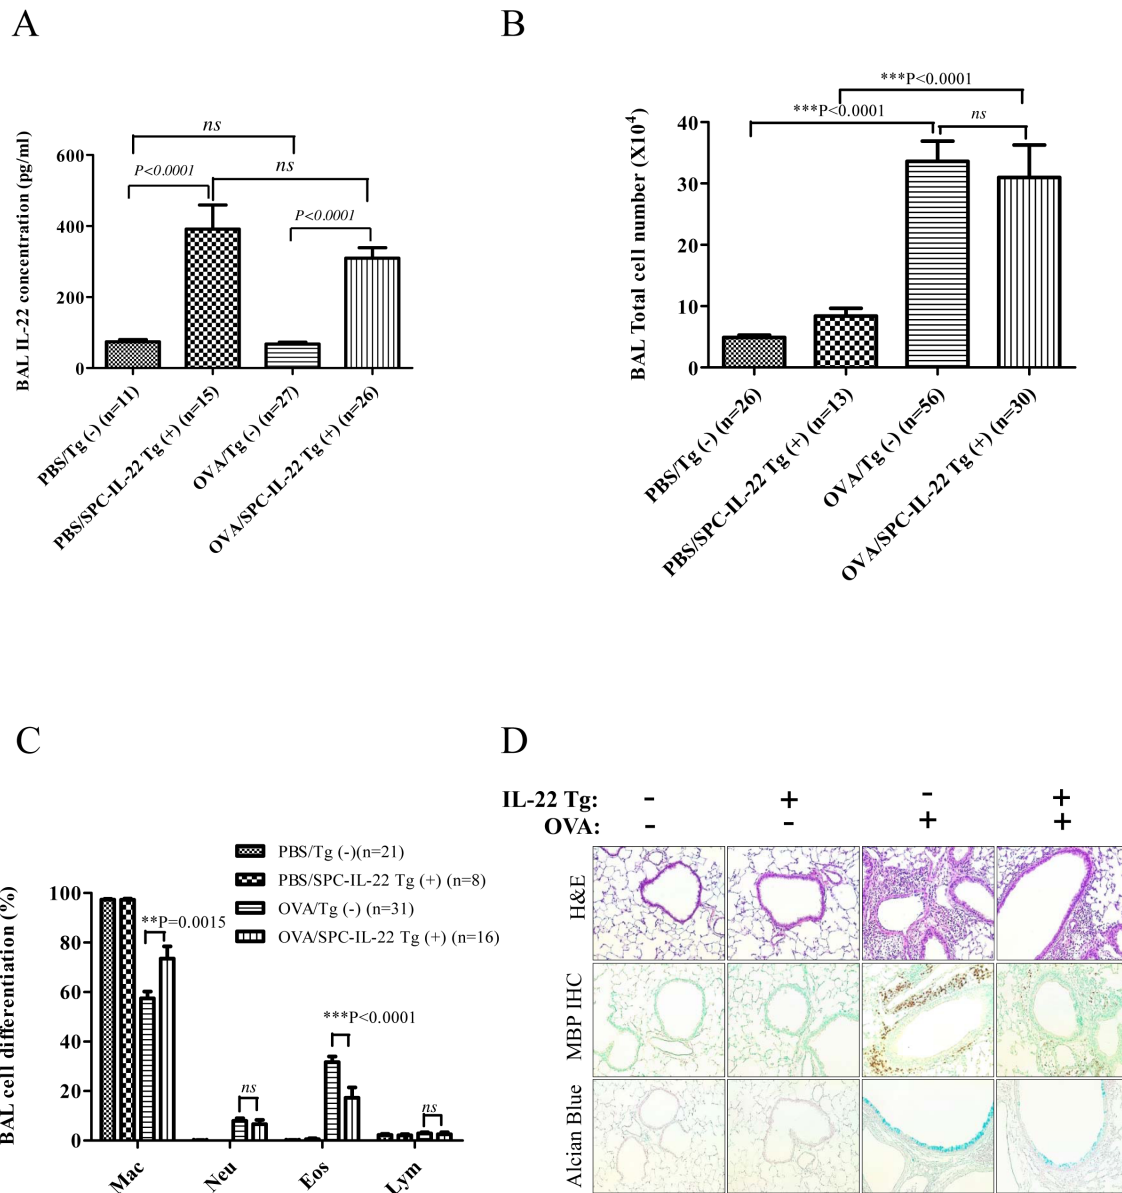 A
BAL IL-22 concentration (pg/ml)
600
400
200
0
ns
P<0.0001
ns
P<0.0001
PBS/Tg (-) (n=11)
PBS/SPC-IL-22 Tg (+) (n=15)
OVA/Tg (-) (n=27)
OVA/SPC-IL-22 Tg (+) (n=26)
B
BAL Total cell number (X10⁴)
40
30
20
10
0
***P<0.0001
***P<0.0001
ns
PBS/Tg (-) (n=26)
PBS/SPC-IL-22 Tg (+) (n=13)
OVA/Tg (-) (n=56)
OVA/SPC-IL-22 Tg (+) (n=30)
C
BAL cell differentiation (%)
100
80
60
40
20
0
PBS/Tg (-)(n=21)
PBS/SPC-IL-22 Tg (+) (n=8)
OVA/Tg (-) (n=31)
OVA/SPC-IL-22 Tg (+) (n=16)
**P=0.0015
***P<0.0001
ns
ns
Mac
Neu
Eos
Lym
D
IL-22 Tg: - + - +
OVA: - - + +
H&E
MBP IHC
Alcian Blue